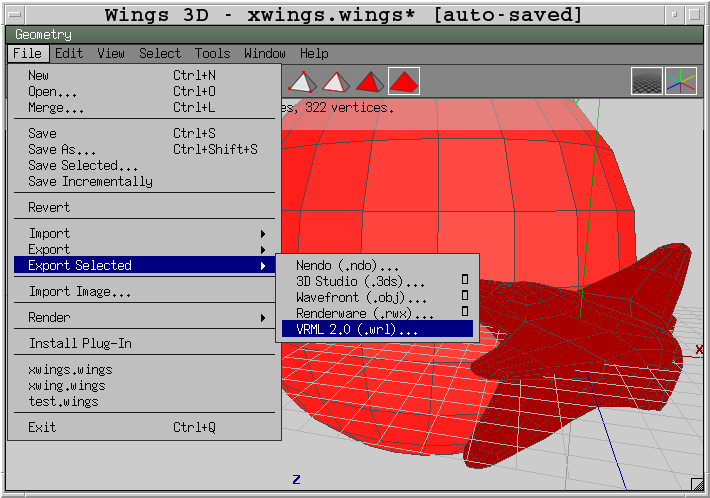 Wings 3D - xwings.wings* [auto-saved]
Geometry
File Edit View Select Tools Window Help
New Ctrl+N
Open... Ctrl+O
Merge... Ctrl+L
es, 322 vertices.
Save Ctrl+S
Save As... Ctrl+Shift+S
Save Selected...
Save Incrementally
Revert
Import
Export
Export Selected
Nendo (.ndo)...
3D Studio (.3ds)...
Wavefront (.obj)...
Renderware (.rwx)...
VRML 2.0 (.wrl)...
Import Image...
Render
Install Plug-In
xwings.wings
xwing.wings
test.wings
Exit Ctrl+Q
X
Z